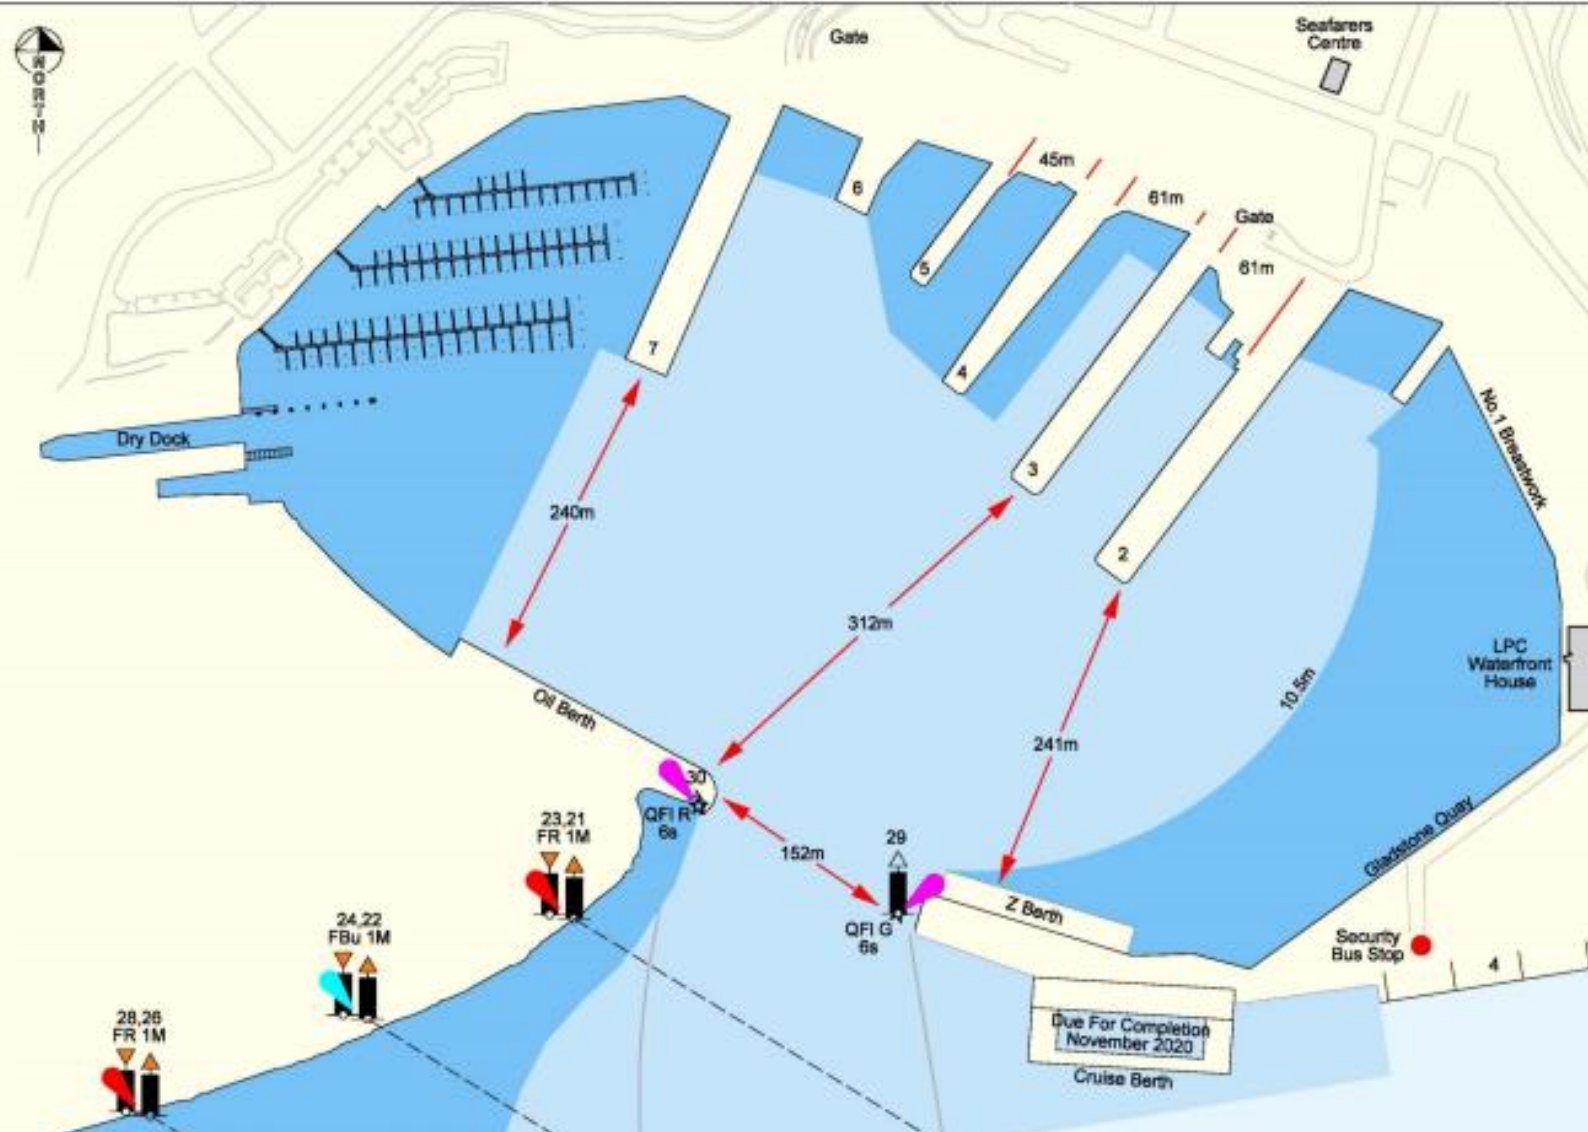 NORTH
Gate
Seafarers
Centre
45m
6
61m
Gate
61m
5
7
4
No.1 Breastwork
Dry Dock
3
240m
2
312m
LPC
Waterfront
House
10.5m
Oil Berth
241m
30
QFl R
6s
23,21
FR 1M
152m
29
Gladstone Quay
Z Berth
QFl G
6s
24,22
FBu 1M
Security
Bus Stop
4
28,26
FR 1M
Due For Completion
November 2020
Cruise Berth